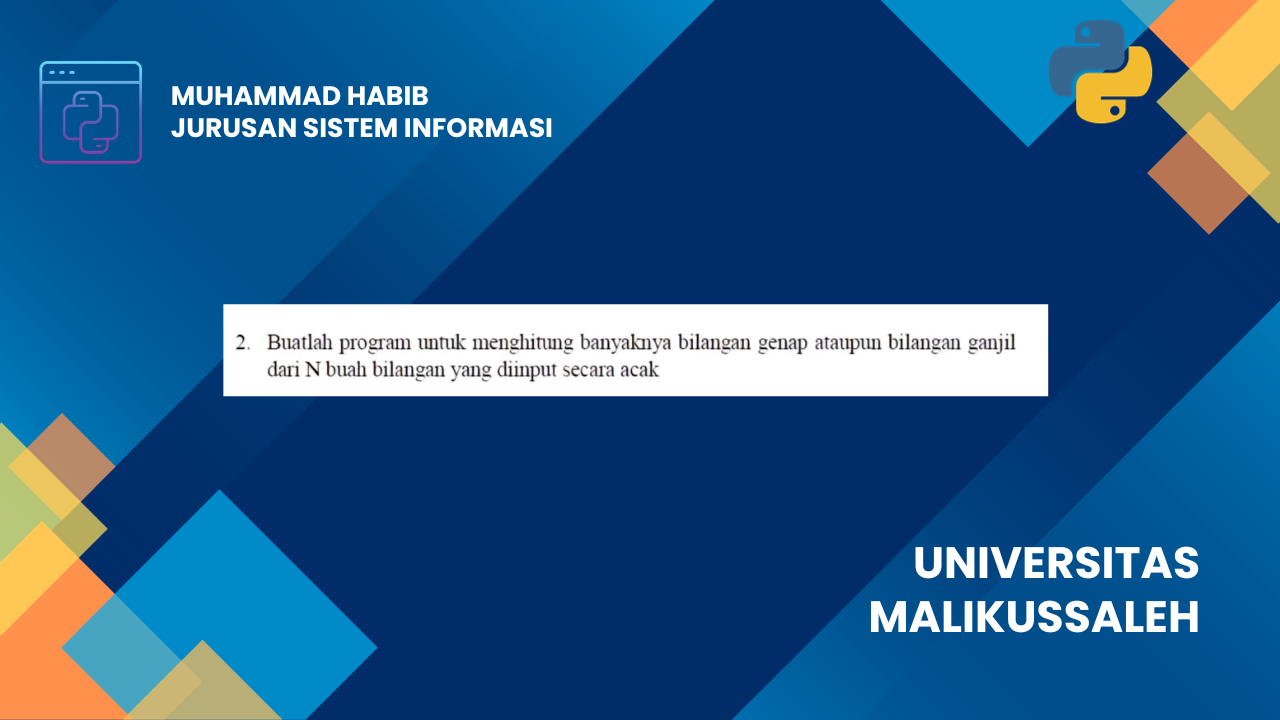 MUHAMMAD HABIB
JURUSAN SISTEM INFORMASI
2. Buatlah program untuk menghitung banyaknya bilangan genap ataupun bilangan ganjil
dari N buah bilangan yang diinput secara acak
UNIVERSITAS
MALIKUSSALEH